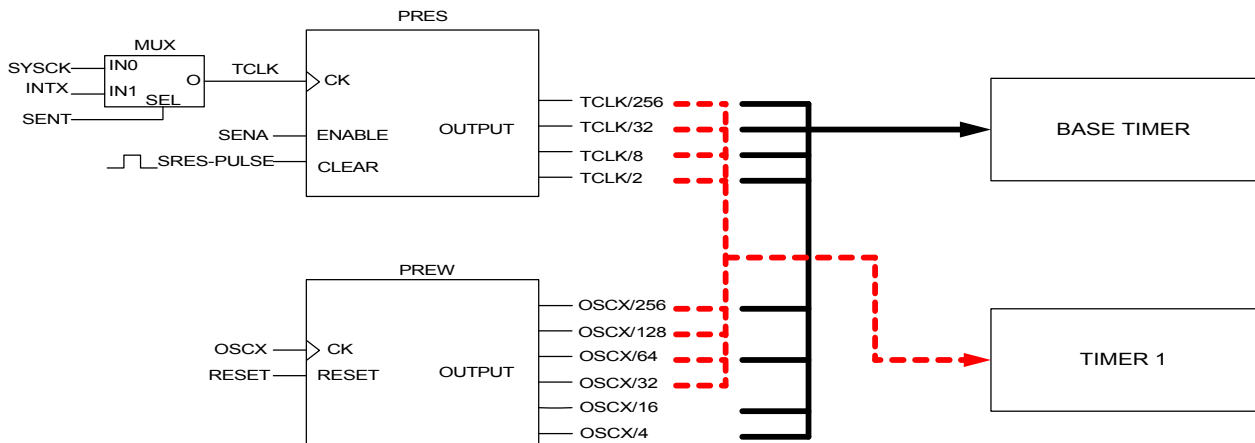 PRES
MUX
SYSCK
IN0
INTX
IN1
O
TCLK
CK
SEL
SENT
SENA
ENABLE
SRES-PULSE
CLEAR
OUTPUT
TCLK/256
TCLK/32
TCLK/8
TCLK/2
BASE TIMER
PREW
OSCX
CK
RESET
RESET
OUTPUT
OSCX/256
OSCX/128
OSCX/64
OSCX/32
OSCX/16
OSCX/4
TIMER 1